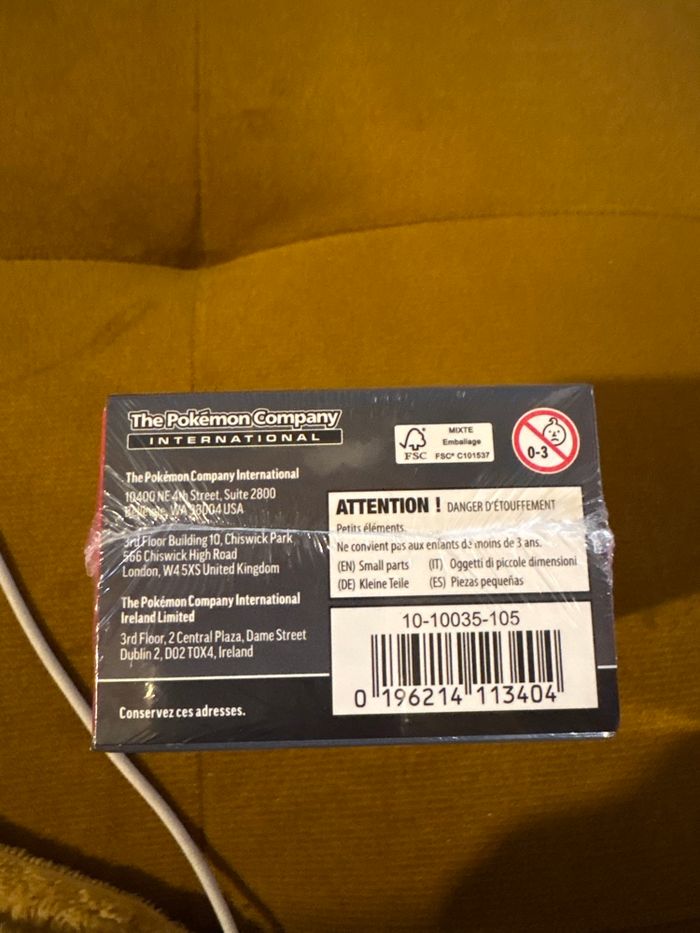 The Pokémon Company
INTERNATIONAL
The Pokémon Company International
10400 NE 4th Street, Suite 2800
WA 98004 USA
3rd Floor Building 10, Chiswick Park
566 Chiswick High Road
London, W4 5XS United Kingdom
The Pokémon Company International
Ireland Limited
3rd Floor, 2 Central Plaza, Dame Street
Dublin 2, D02 T0X4, Ireland
Conservez ces adresses.
FSC
MIXTE
Emballage
FSC® C101537
0-3
ATTENTION ! DANGER D'ÉTOUFFEMENT
Petits éléments.
Ne convient pas aux enfants de moins de 3 ans.
(EN) Small parts (IT) Oggetti di piccole dimensioni
(DE) Kleine Teile (ES) Piezas pequeñas
10-10035-105
0 196214 113404